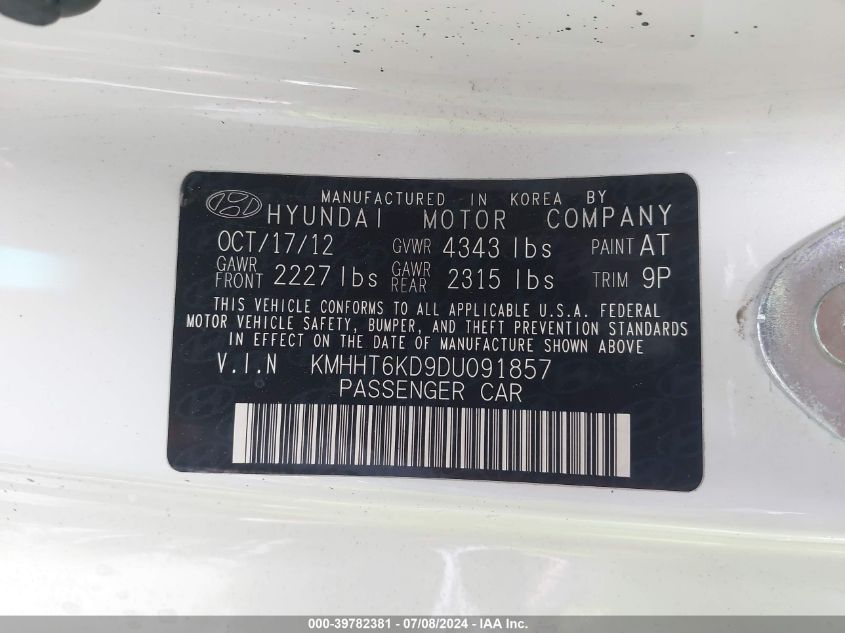 MANUFACTURED IN KOREA BY
HYUNDAI MOTOR COMPANY
OCT/17/12 GVWR 4343 lbs PAINT AT
GAWR FRONT 2227 lbs GAWR REAR 2315 lbs TRIM 9P
THIS VEHICLE CONFORMS TO ALL APPLICABLE U.S.A. FEDERAL
MOTOR VEHICLE SAFETY, BUMPER, AND THEFT PREVENTION STANDARDS
IN EFFECT ON THE DATE OF MANUFACTURE SHOWN ABOVE
V.I.N KMHHT6KD9DU091857
PASSENGER CAR
000-39782381 - 07/08/2024 - IAA Inc.